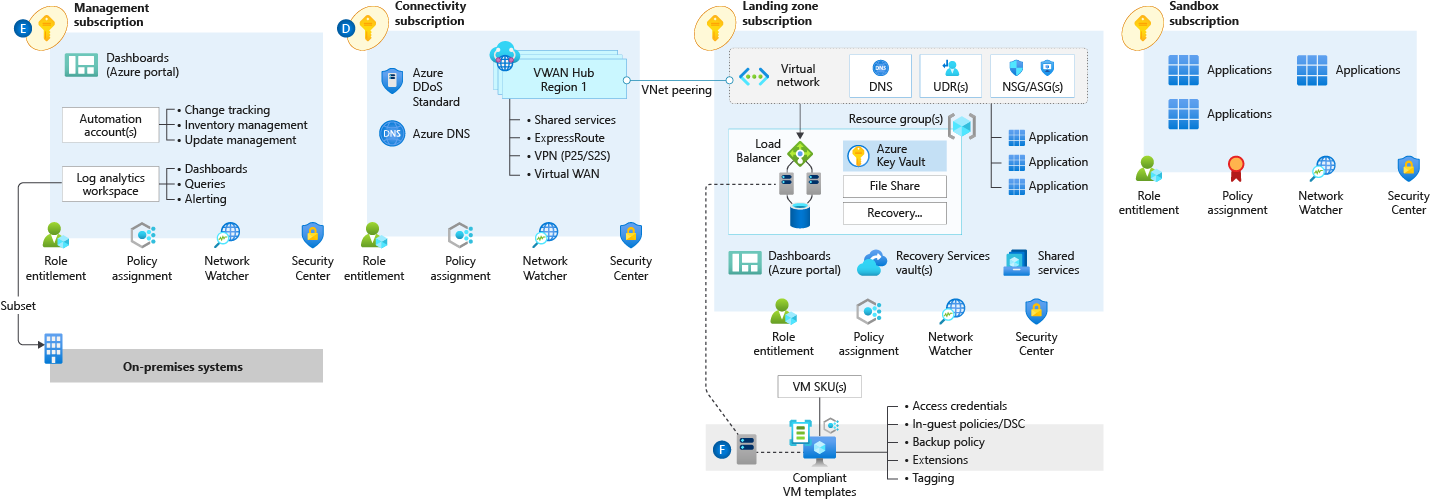 Management
subscription
E
Dashboards
(Azure portal)
Automation
account(s)
• Change tracking
• Inventory management
• Update management
Log analytics
workspace
• Dashboards
• Queries
• Alerting
Role
entitlement
Policy
assignment
Network
Watcher
Security
Center
Subset
On-premises systems
Connectivity
subscription
D
Azure
DDoS
Standard
DNS
Azure DNS
VWAN Hub
Region 1
• Shared services
• ExpressRoute
• VPN (P25/S2S)
• Virtual WAN
Role
entitlement
Policy
assignment
Network
Watcher
Security
Center
VNet peering
Landing zone
subscription
Virtual
network
DNS
DNS
UDR(s)
NSG/ASG(s)
Resource group(s)
Load
Balancer
Azure
Key Vault
File Share
Recovery...
Application
Application
Application
Dashboards
(Azure portal)
Recovery Services
vault(s)
Shared
services
Role
entitlement
Policy
assignment
Network
Watcher
Security
Center
VM SKU(s)
F
Compliant
VM templates
• Access credentials
• In-guest policies/DSC
• Backup policy
• Extensions
• Tagging
Sandbox
subscription
Applications
Applications
Applications
Role
entitlement
Policy
assignment
Network
Watcher
Security
Center